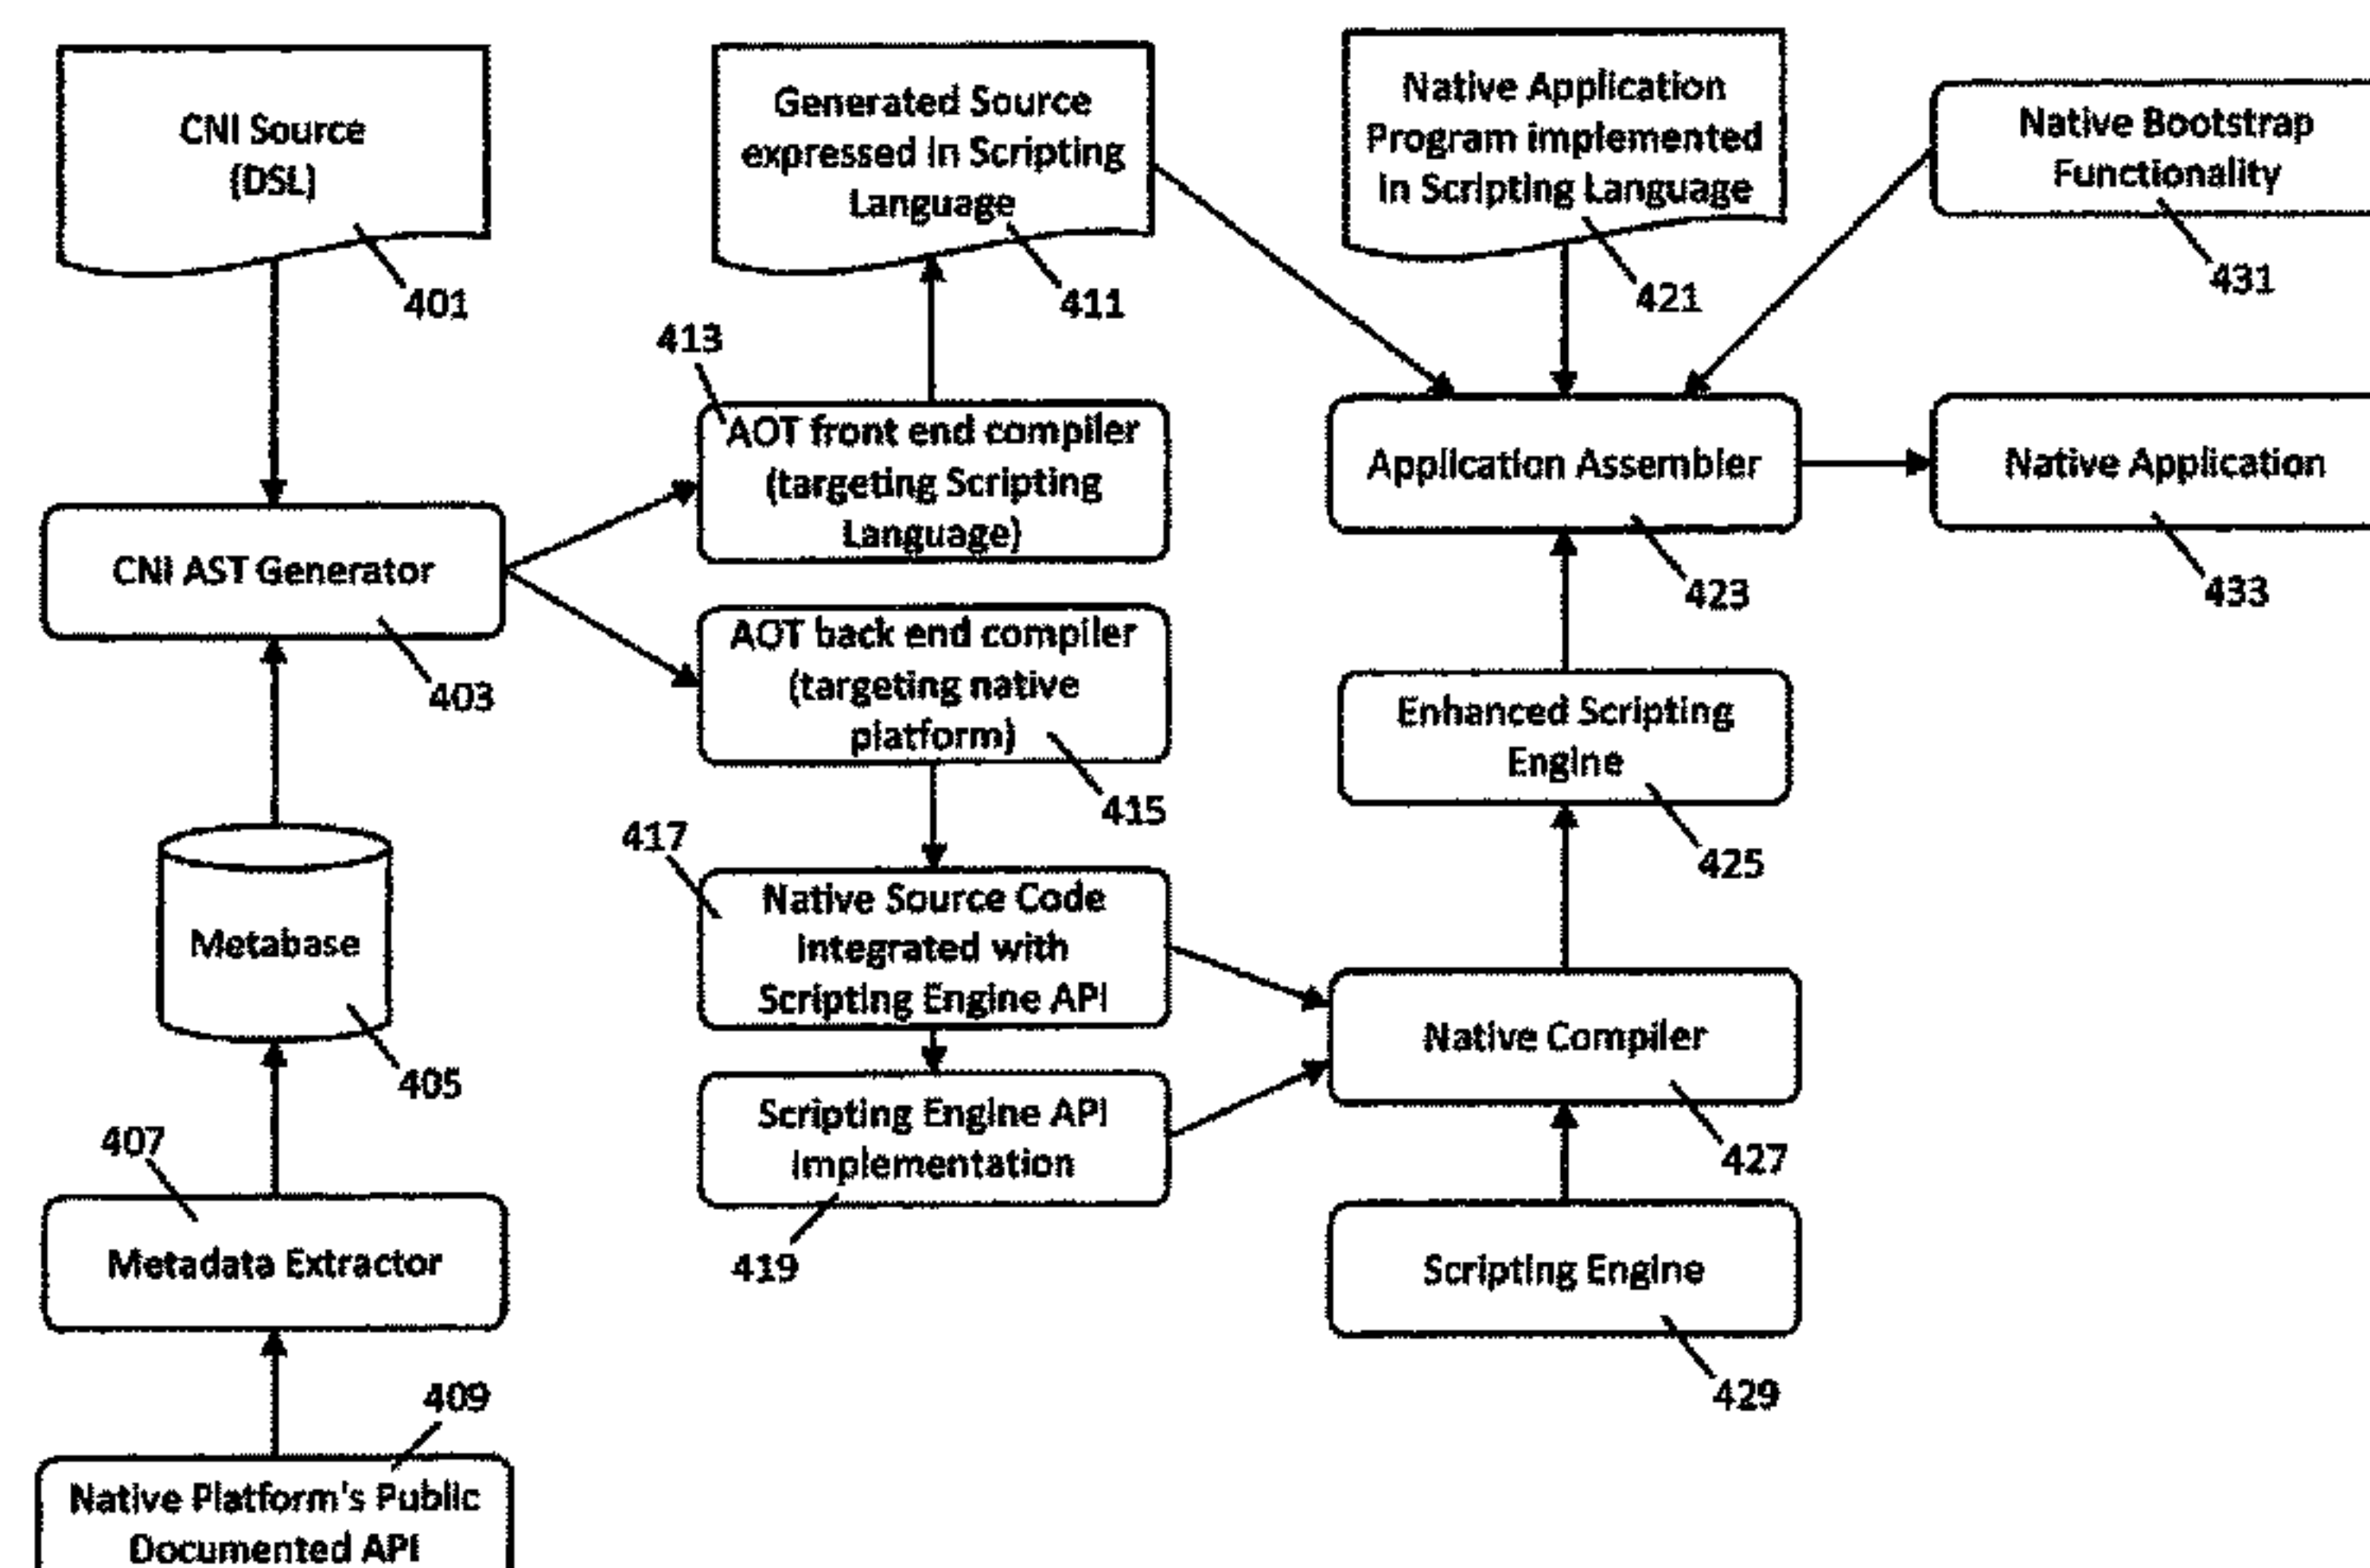 CNI Source
(DSL)
401
CNI AST Generator
403
Metabase
405
407
Metadata Extractor
409
Native Platform's Public
Documented API
Generated Source
expressed in Scripting
Language
411
413
AOT front end compiler
(targeting Scripting
Language)
AOT back end compiler
(targeting native
platform)
415
417
Native Source Code
Integrated with
Scripting Engine API
Scripting Engine API
Implementation
419
Native Application
Program implemented
in Scripting Language
421
Application Assembler
423
Enhanced Scripting
Engine
425
Native Compiler
427
Scripting Engine
429
Native Bootstrap
Functionality
431
Native Application
433